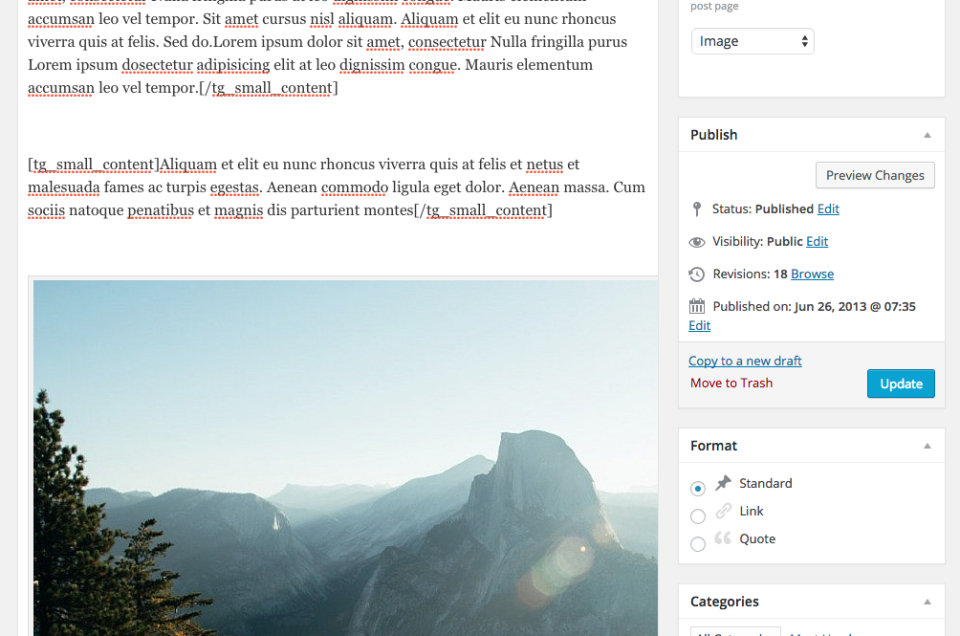 accumsan leo vel tempor. Sit amet cursus nisl aliquam. Aliquam et elit eu nunc rhoncus
viverra quis at felis. Sed do.Lorem ipsum dolor sit amet, consectetur Nulla fringilla purus
Lorem ipsum dosectetur adipisicing elit at leo dignissim congue. Mauris elementum
accumsan leo vel tempor.[/tg_small_content]
[tg_small_content]Aliquam et elit eu nunc rhoncus viverra quis at felis et netus et
malesuada fames ac turpis egestas. Aenean commodo ligula eget dolor. Aenean massa. Cum
sociis natoque penatibus et magnis dis parturient montes[/tg_small_content]
post page
Image
Publish
Preview Changes
Status: Published Edit
Visibility: Public Edit
Revisions: 18 Browse
Published on: Jun 26, 2013 @ 07:35
Edit
Copy to a new draft
Move to Trash
Update
Format
Standard
Link
Quote
Categories